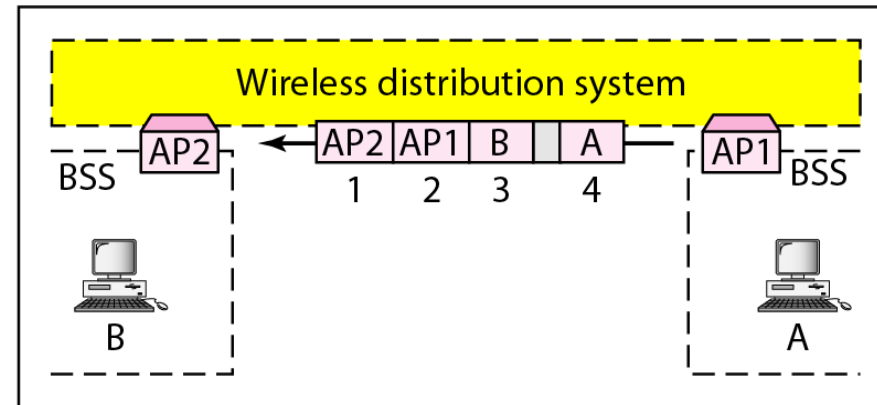 Wireless distribution system
AP2 AP2 AP1 B A AP1
BSS 1 2 3 4 BSS
B A